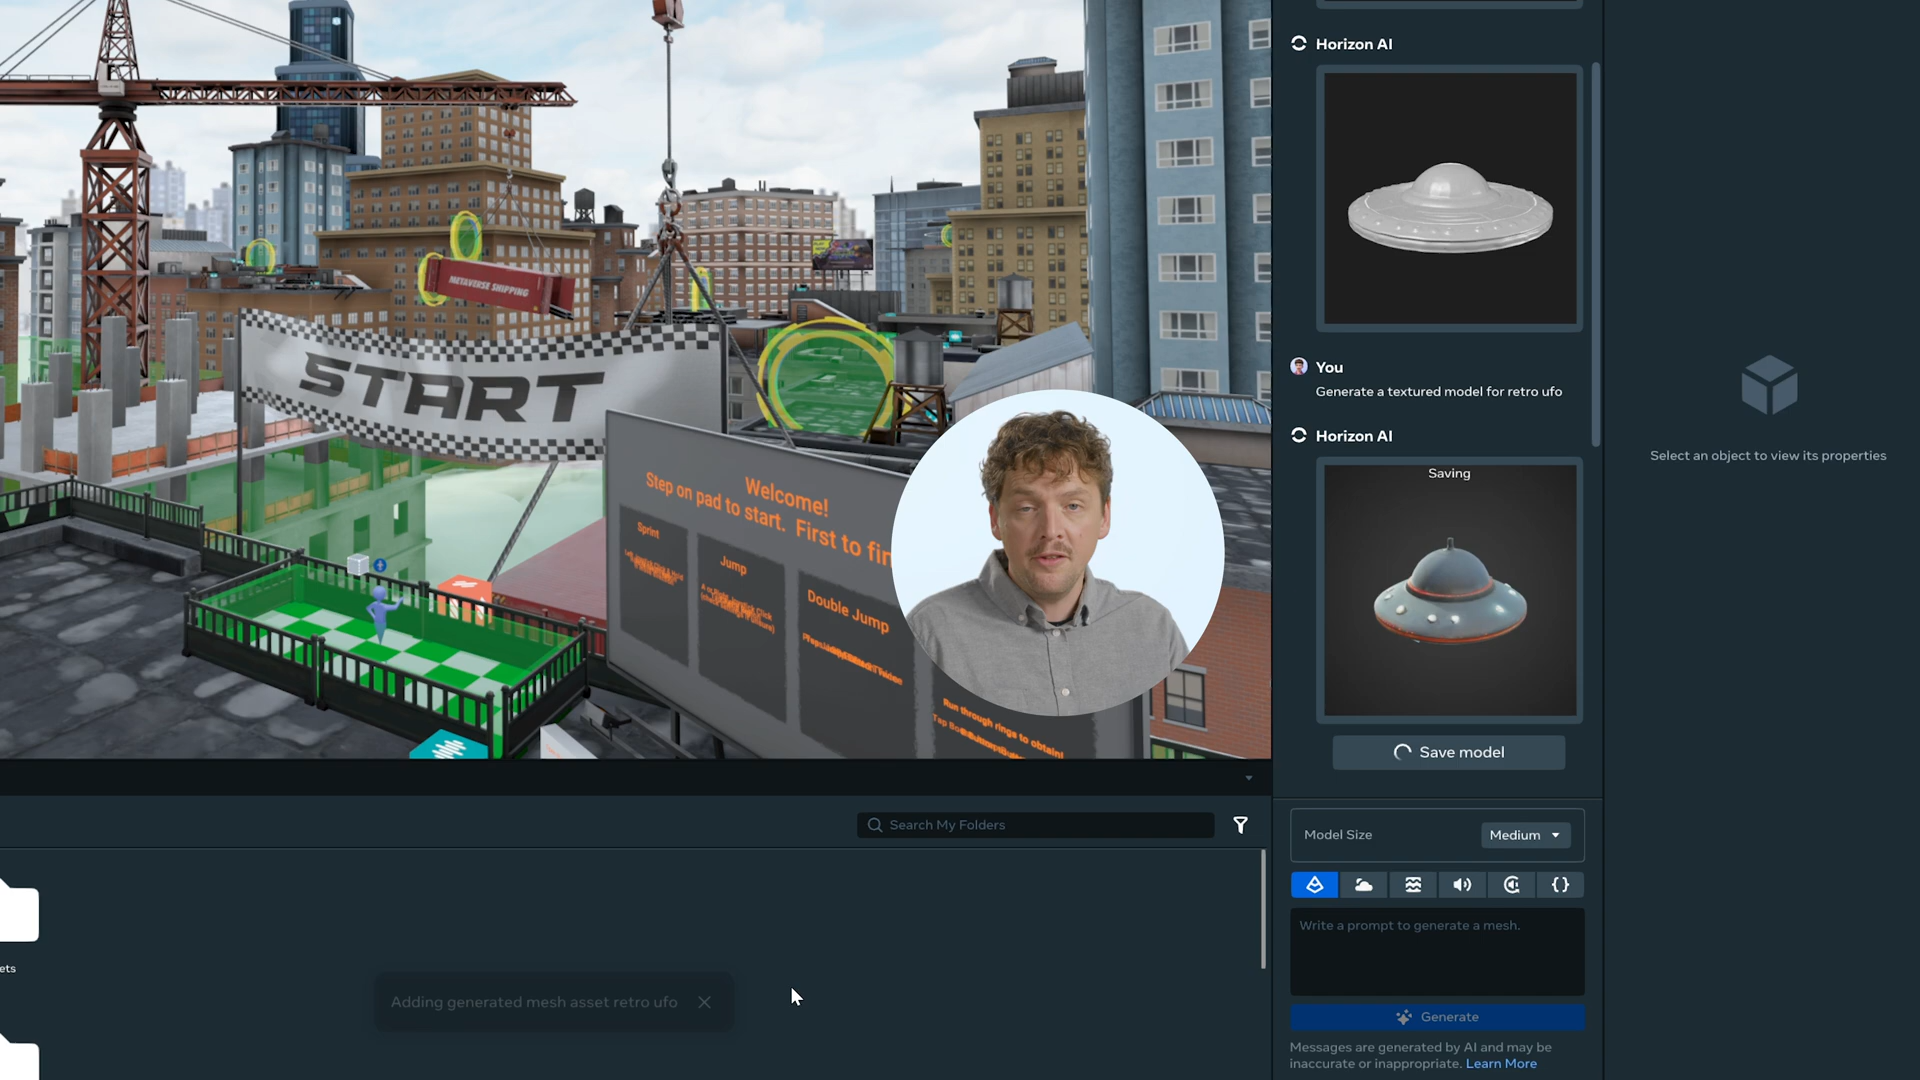 Horizon AI
You
Generate a textured model for retro ufo
Horizon AI
Saving
Save model
Select an object to view its properties
METAVERSE SHIPPING
START
Welcome!
Step on pad to start. First to fin
Sprint
Jump
Double Jump
Run through rings to obtain!
Search My Folders
ets
Adding generated mesh asset retro ufo
Model Size
Medium
Write a prompt to generate a mesh.
Generate
Messages are generated by AI and may be
inaccurate or inappropriate. Learn More